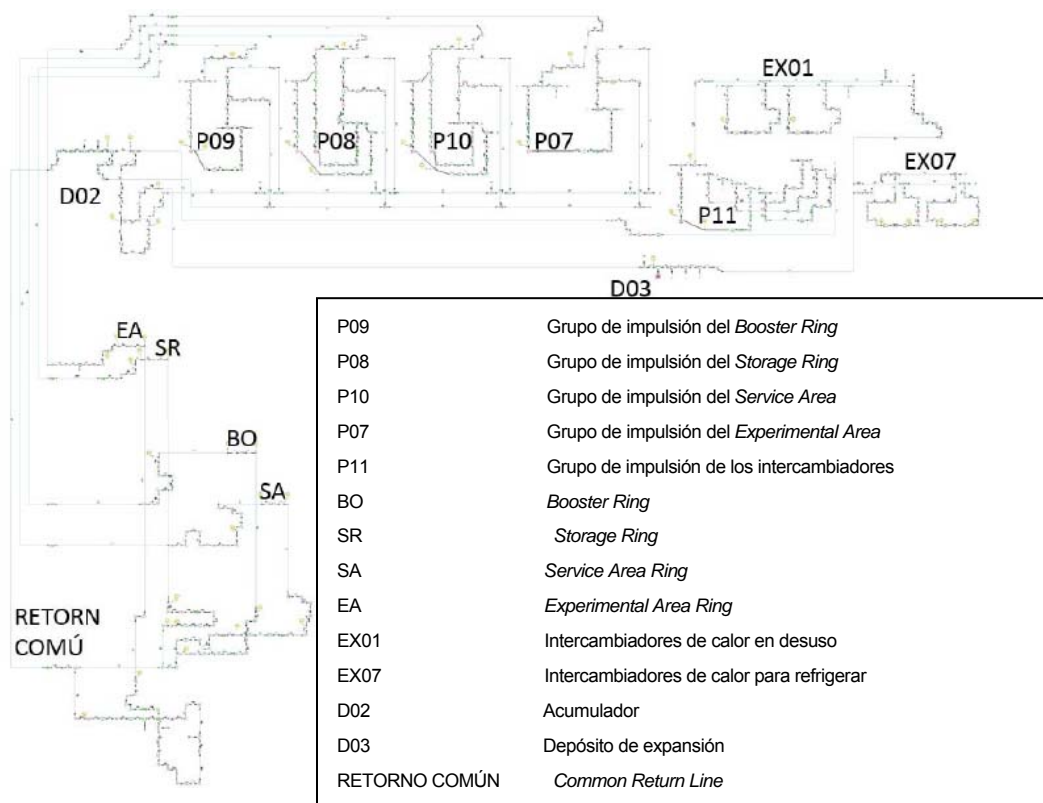 EX01
P09
P08
P10
P07
EX07
D02
P11
D03
EA
SR
BO
SA
RETORN
COMÚ
P09 Grupo de impulsión del Booster Ring
P08 Grupo de impulsión del Storage Ring
P10 Grupo de impulsión del Service Area
P07 Grupo de impulsión del Experimental Area
P11 Grupo de impulsión de los intercambiadores
BO Booster Ring
SR Storage Ring
SA Service Area Ring
EA Experimental Area Ring
EX01 Intercambiadores de calor en desuso
EX07 Intercambiadores de calor para refrigerar
D02 Acumulador
D03 Depósito de expansión
RETORNO COMÚN Common Return Line